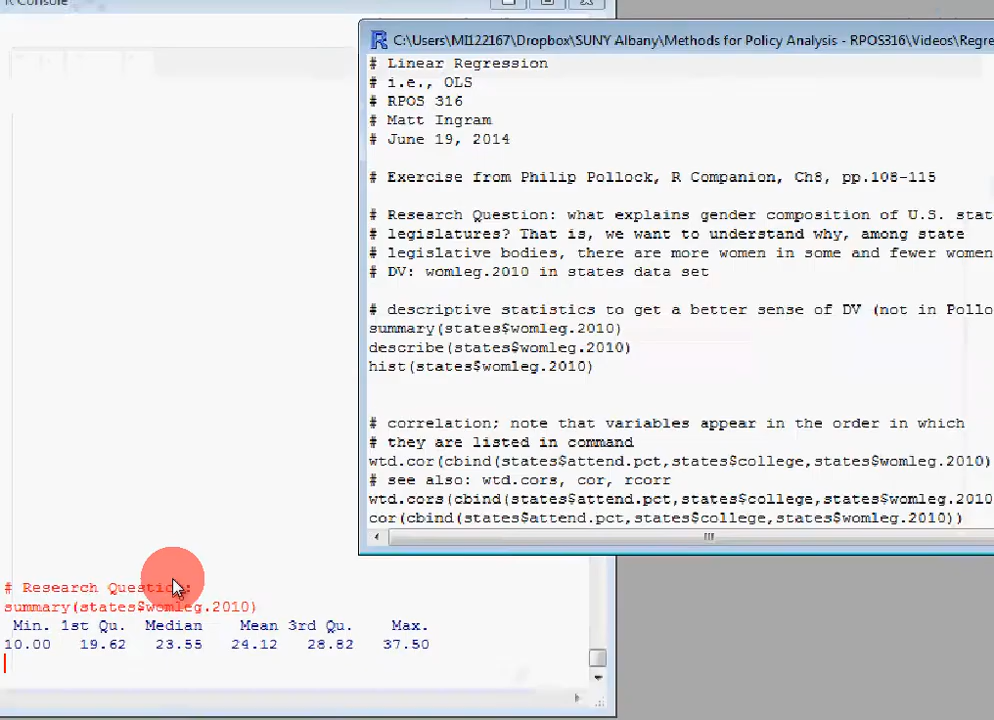 R Console
C:\Users\MI122167\Dropbox\SUNY Albany\Methods for Policy Analysis - RPOS316\Videos\Regre
# Linear Regression
# i.e., OLS
# RPOS 316
# Matt Ingram
# June 19, 2014
# Exercise from Philip Pollock, R Companion, Ch8, pp.108-115
# Research Question: what explains gender composition of U.S. stat
# legislatures? That is, we want to understand why, among state
# legislative bodies, there are more women in some and fewer women
# DV: womleg.2010 in states data set
# descriptive statistics to get a better sense of DV (not in Pollo
summary(states$womleg.2010)
describe(states$womleg.2010)
hist(states$womleg.2010)
# correlation; note that variables appear in the order in which
# they are listed in command
wtd.cor(cbind(states$attend.pct,states$college,states$womleg.2010)
# see also: wtd.cors, cor, rcorr
wtd.cors(cbind(states$attend.pct,states$college,states$womleg.2010
cor(cbind(states$attend.pct,states$college,states$womleg.2010))
# Research Question:
summary(states$womleg.2010)
Min. 1st Qu. Median Mean 3rd Qu. Max.
10.00 19.62 23.55 24.12 28.82 37.50